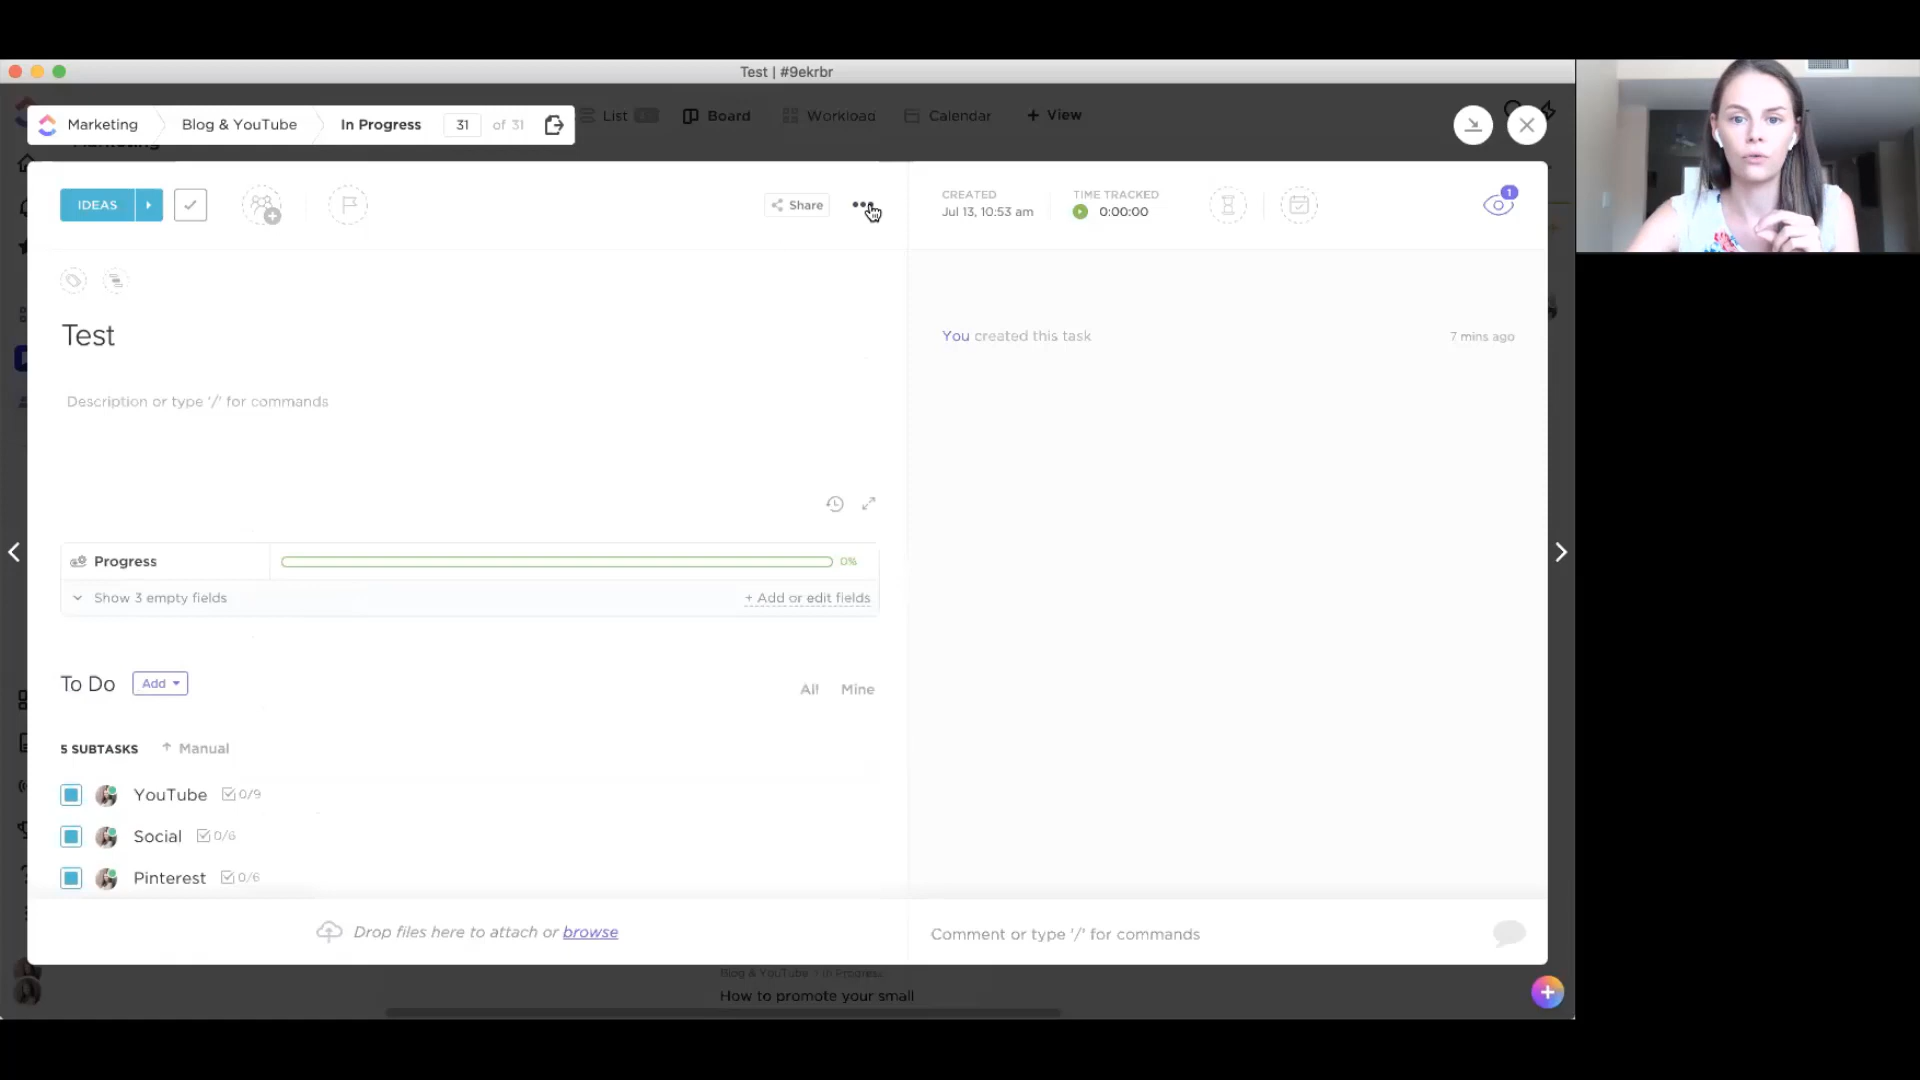 Test | #9ekrbr
Marketing Blog & YouTube In Progress 31 of 31
List Board Workload Calendar + View
IDEAS
Share
CREATED
Jul 13, 10:53 am
TIME TRACKED
0:00:00
1
Test
You created this task 7 mins ago
Description or type '/' for commands
Progress 0%
Show 3 empty fields + Add or edit fields
To Do Add All Mine
5 SUBTASKS Manual
YouTube 0/9
Social 0/6
Pinterest 0/6
Drop files here to attach or browse
Comment or type '/' for commands
Blog & YouTube In Progress
How to promote your small